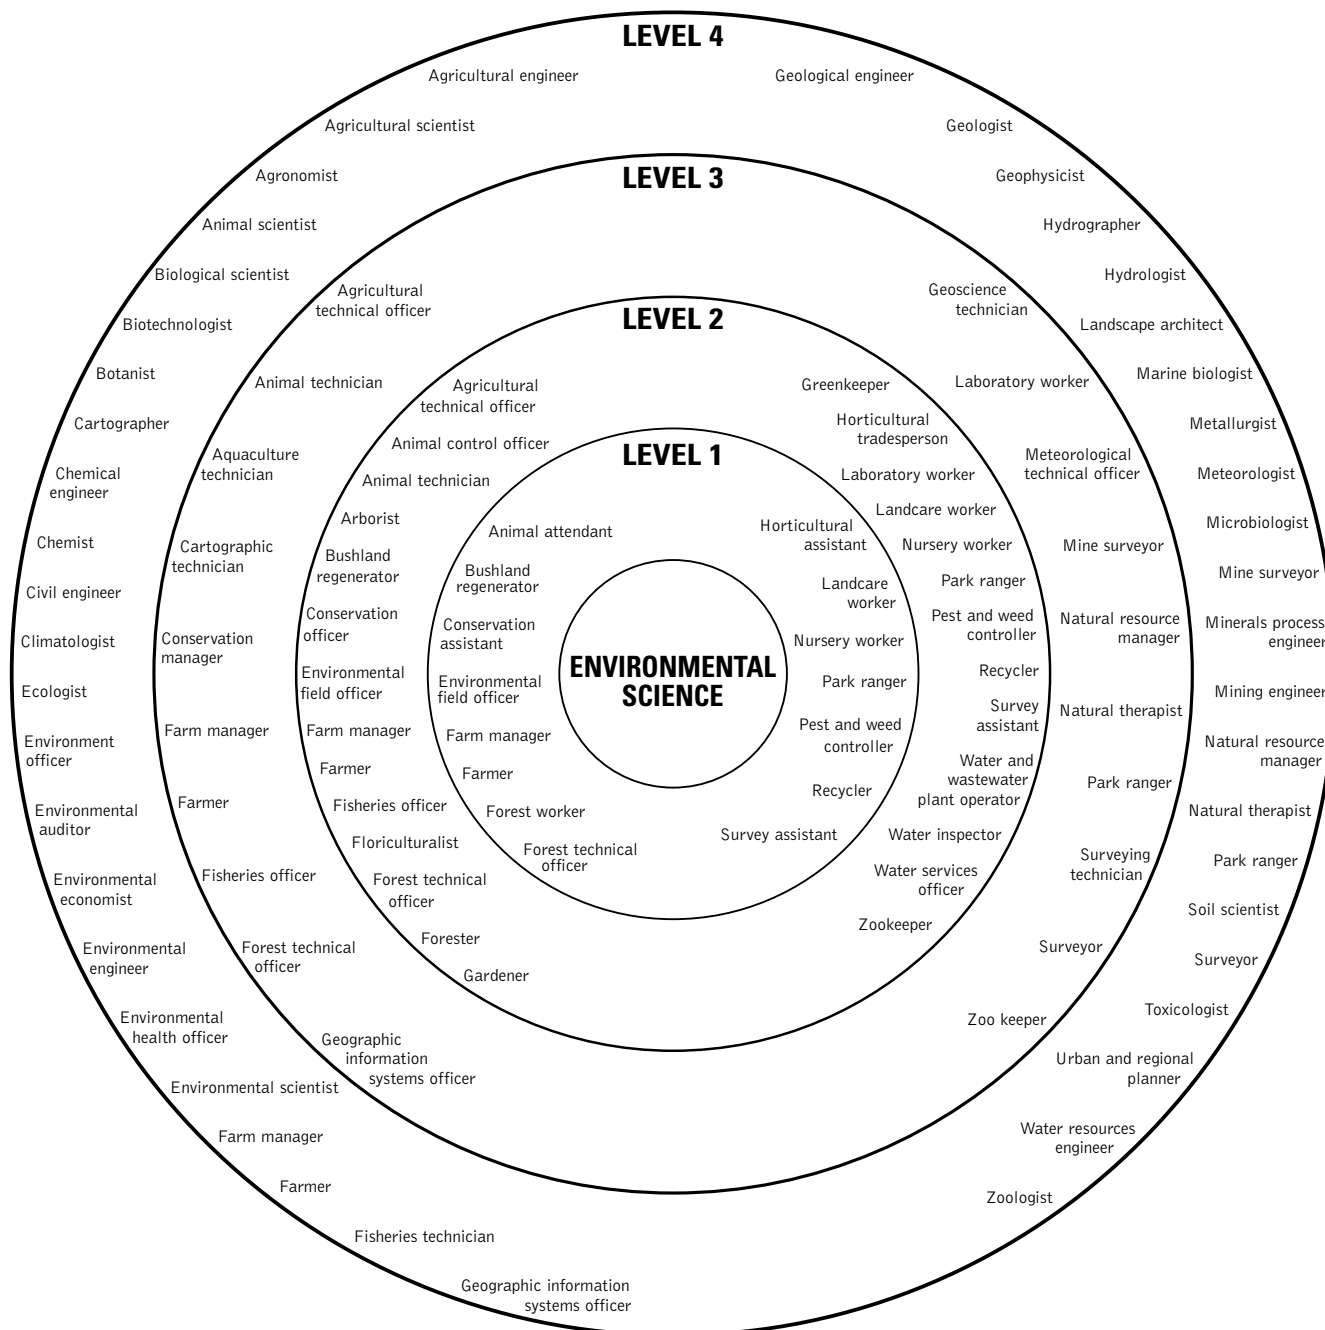 LEVEL 4
Agricultural engineer
Agricultural scientist
Agronomist
Animal scientist
Biological scientist
Biotechnologist
Botanist
Cartographer
Chemical
engineer
Chemist
Civil engineer
Climatologist
Ecologist
Environment
officer
Environmental
auditor
Environmental
economist
Environmental
engineer
Environmental
health officer
Environmental scientist
Farm manager
Farmer
Fisheries technician
Geographic information
systems officer
Geological engineer
Geologist
Geophysicist
Hydrographer
Hydrologist
Landscape architect
Marine biologist
Metallurgist
Meteorologist
Microbiologist
Mine surveyor
Minerals process
engineer
Mining engineer
Natural resource
manager
Natural therapist
Park ranger
Soil scientist
Surveyor
Toxicologist
Urban and regional
planner
Water resources
engineer
Zoologist
LEVEL 3
Agricultural
technical officer
Animal technician
Aquaculture
technician
Cartographic
technician
Conservation
manager
Farm manager
Farmer
Fisheries officer
Forest technical
officer
Geographic
information
systems officer
Geoscience
technician
Laboratory worker
Meteorological
technical officer
Mine surveyor
Natural resource
manager
Natural therapist
Park ranger
Surveying
technician
Surveyor
Zoo keeper
LEVEL 2
Agricultural
technical officer
Animal control officer
Animal technician
Arborist
Bushland
regenerator
Conservation
officer
Environmental
field officer
Farm manager
Farmer
Fisheries officer
Floriculturalist
Forest technical
officer
Forester
Gardener
Greenkeeper
Horticultural
tradesperson
Laboratory worker
Landcare worker
Nursery worker
Park ranger
Pest and weed
controller
Recycler
Survey
assistant
Water and
wastewater
plant operator
Water inspector
Water services
officer
Zookeeper
LEVEL 1
Animal attendant
Bushland
regenerator
Conservation
assistant
Environmental
field officer
Farm manager
Farmer
Forest worker
Forest technical
officer
Horticultural
assistant
Landcare
worker
Nursery worker
Park ranger
Pest and weed
controller
Recycler
Survey assistant
ENVIRONMENTAL
SCIENCE